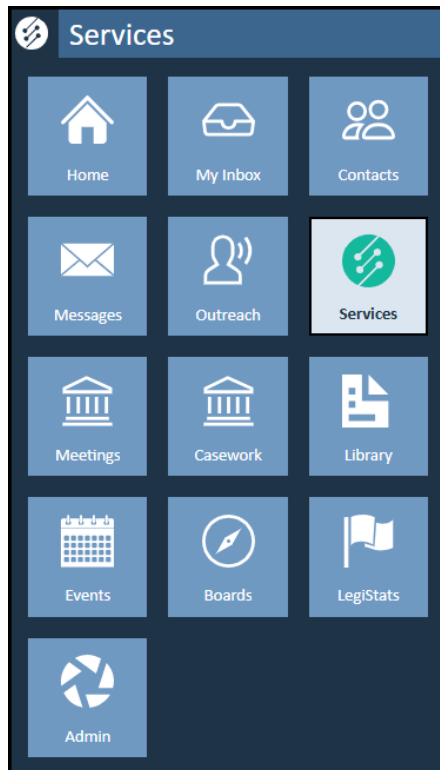 Services
Home
My Inbox
Contacts
Messages
Outreach
Services
Meetings
Casework
Library
Events
Boards
LegiStats
Admin